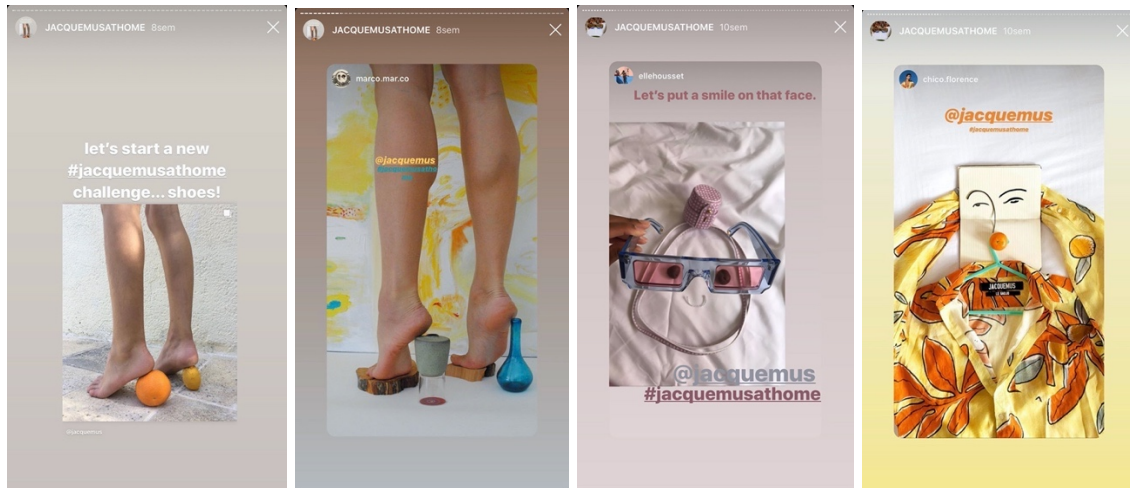 JACQUEMUSATHOME 8sem
let's start a new
#jacquemusathome
challenge... shoes!
@jacquemus
JACQUEMUSATHOME 8sem
marco.mar.co
@jacquemus
JACQUEMUSATHOME 10sem
ellehousset
Let's put a smile on that face.
@jacquemus
#jacquemusathome
JACQUEMUSATHOME 10sem
chico.florence
@jacquemus
#jacquemusathome
JACQUEMUS